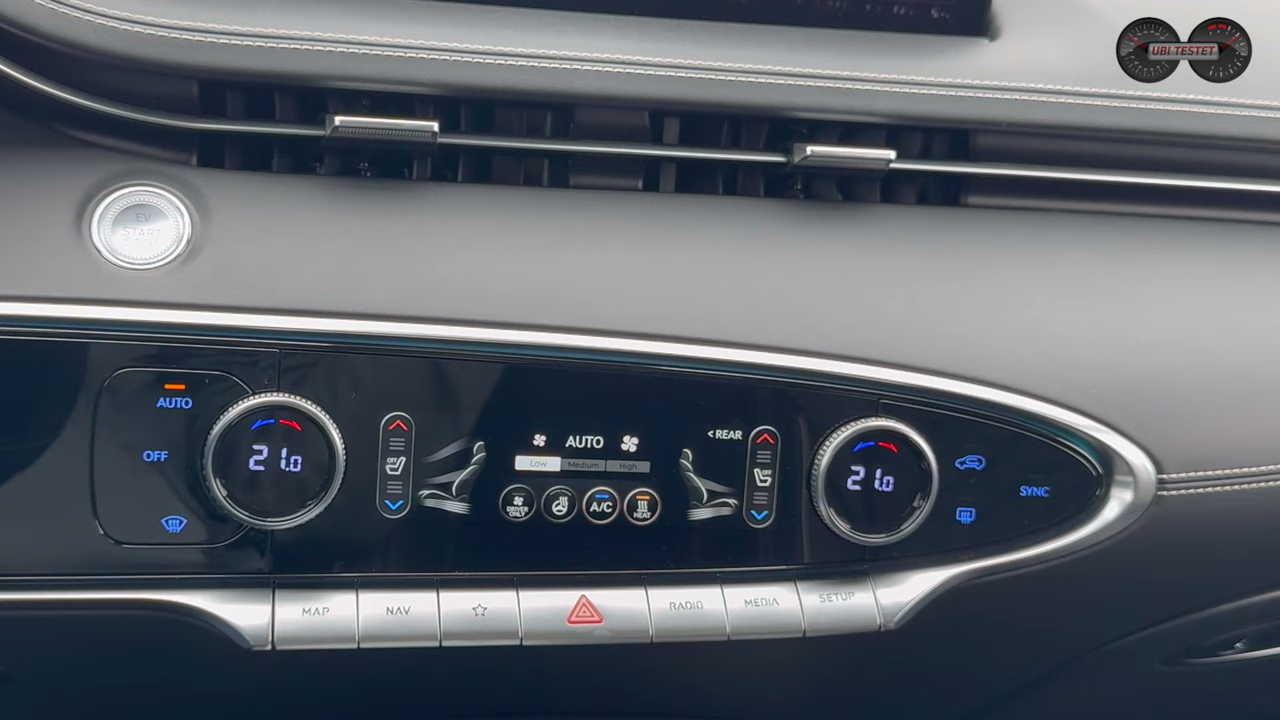 UBI TESTET
EV
START
AUTO
OFF
21.0
OFF
AUTO
Low Medium High
DRIVER
ONLY
A/C
HEAT
< REAR
OFF
21.0
SYNC
MAP
NAV
RADIO
MEDIA
SETUP